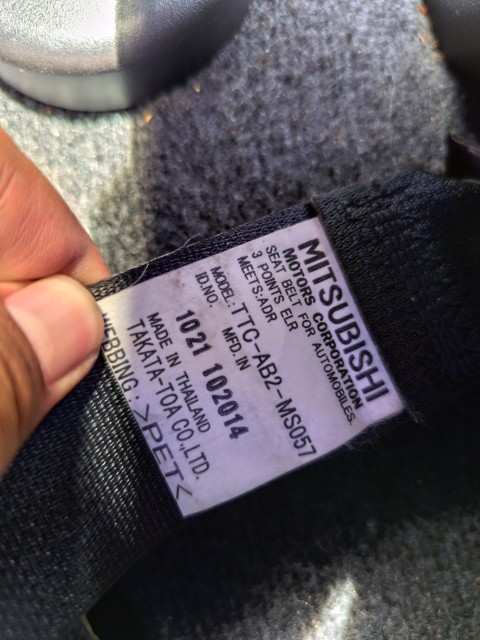 MITSUBISHI
MOTORS CORPORATION
SEAT BELT FOR AUTOMOBILES.
3 POINTS ELR
MEETS:ADR
MODEL: TTC-AB2-MS057
ID.NO. MFD.IN
1021 102014
MADE IN THAILAND
TAKATA-TOA CO.,LTD.
WEBBING: >PET<